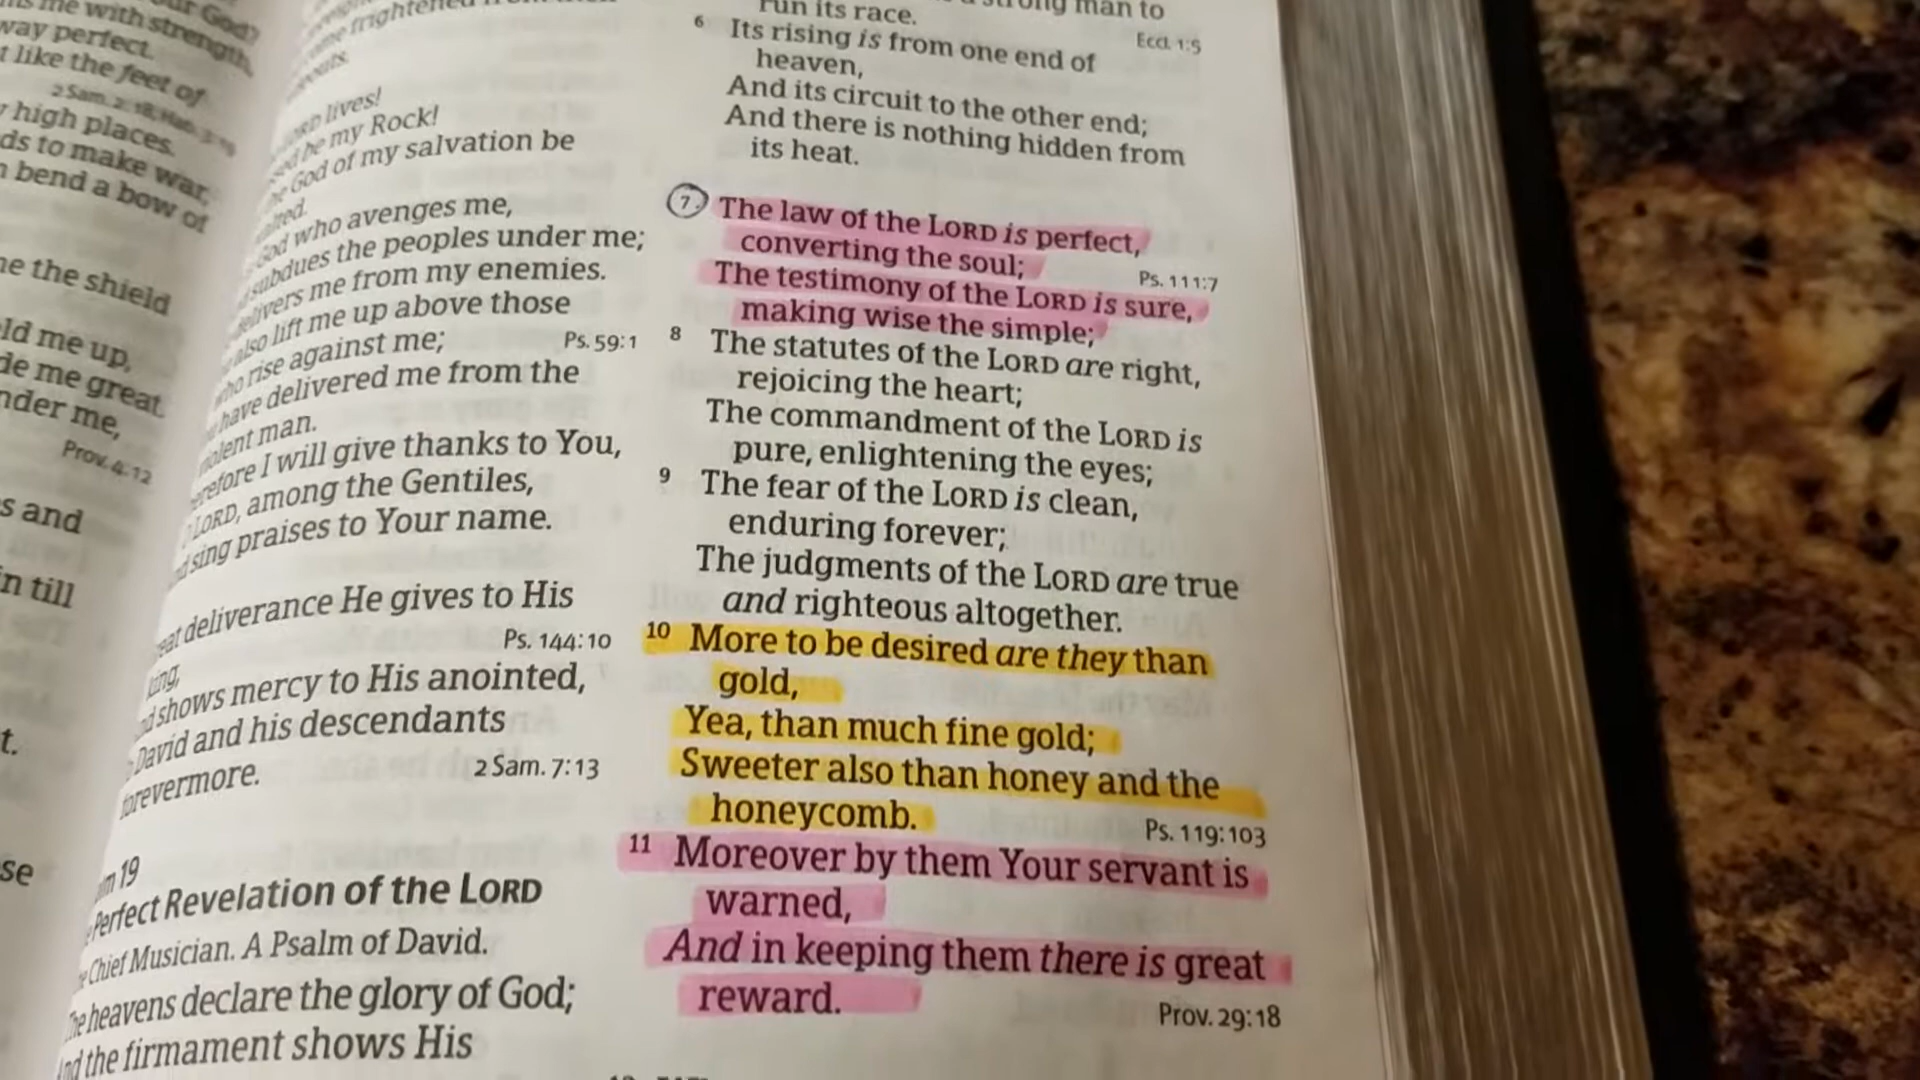 our God?
me with strength,
way perfect.
like the feet of
2 Sam. 2:18; Hab. 3:19
high places.
to make war,
bend a bow of
the shield
me up,
me great.
me,
Prov. 4:12
and
till
t.
se
frightened from their
lives!
be my Rock!
God of my salvation be
God who avenges me,
subdues the peoples under me;
delivers me from my enemies.
also lift me up above those
who rise against me;
Ps. 59:1
have delivered me from the
violent man.
I will give thanks to You,
LORD, among the Gentiles,
sing praises to Your name.
deliverance He gives to His
Ps. 144:10
shows mercy to His anointed,
David and his descendants
forevermore.
2 Sam. 7:13
19
Perfect Revelation of the LORD
Chief Musician. A Psalm of David.
heavens declare the glory of God;
the firmament shows His
strong man to
run its race.
Eccl. 1:5
6 Its rising is from one end of
heaven,
And its circuit to the other end;
And there is nothing hidden from
its heat.
7 The law of the LORD is perfect,
converting the soul;
Ps. 111:7
The testimony of the LORD is sure,
making wise the simple;
8 The statutes of the LORD are right,
rejoicing the heart;
The commandment of the LORD is
pure, enlightening the eyes;
9 The fear of the LORD is clean,
enduring forever;
The judgments of the LORD are true
and righteous altogether.
10 More to be desired are they than
gold,
Yea, than much fine gold;
Sweeter also than honey and the
honeycomb.
Ps. 119:103
11 Moreover by them Your servant is
warned,
And in keeping them there is great
reward.
Prov. 29:18